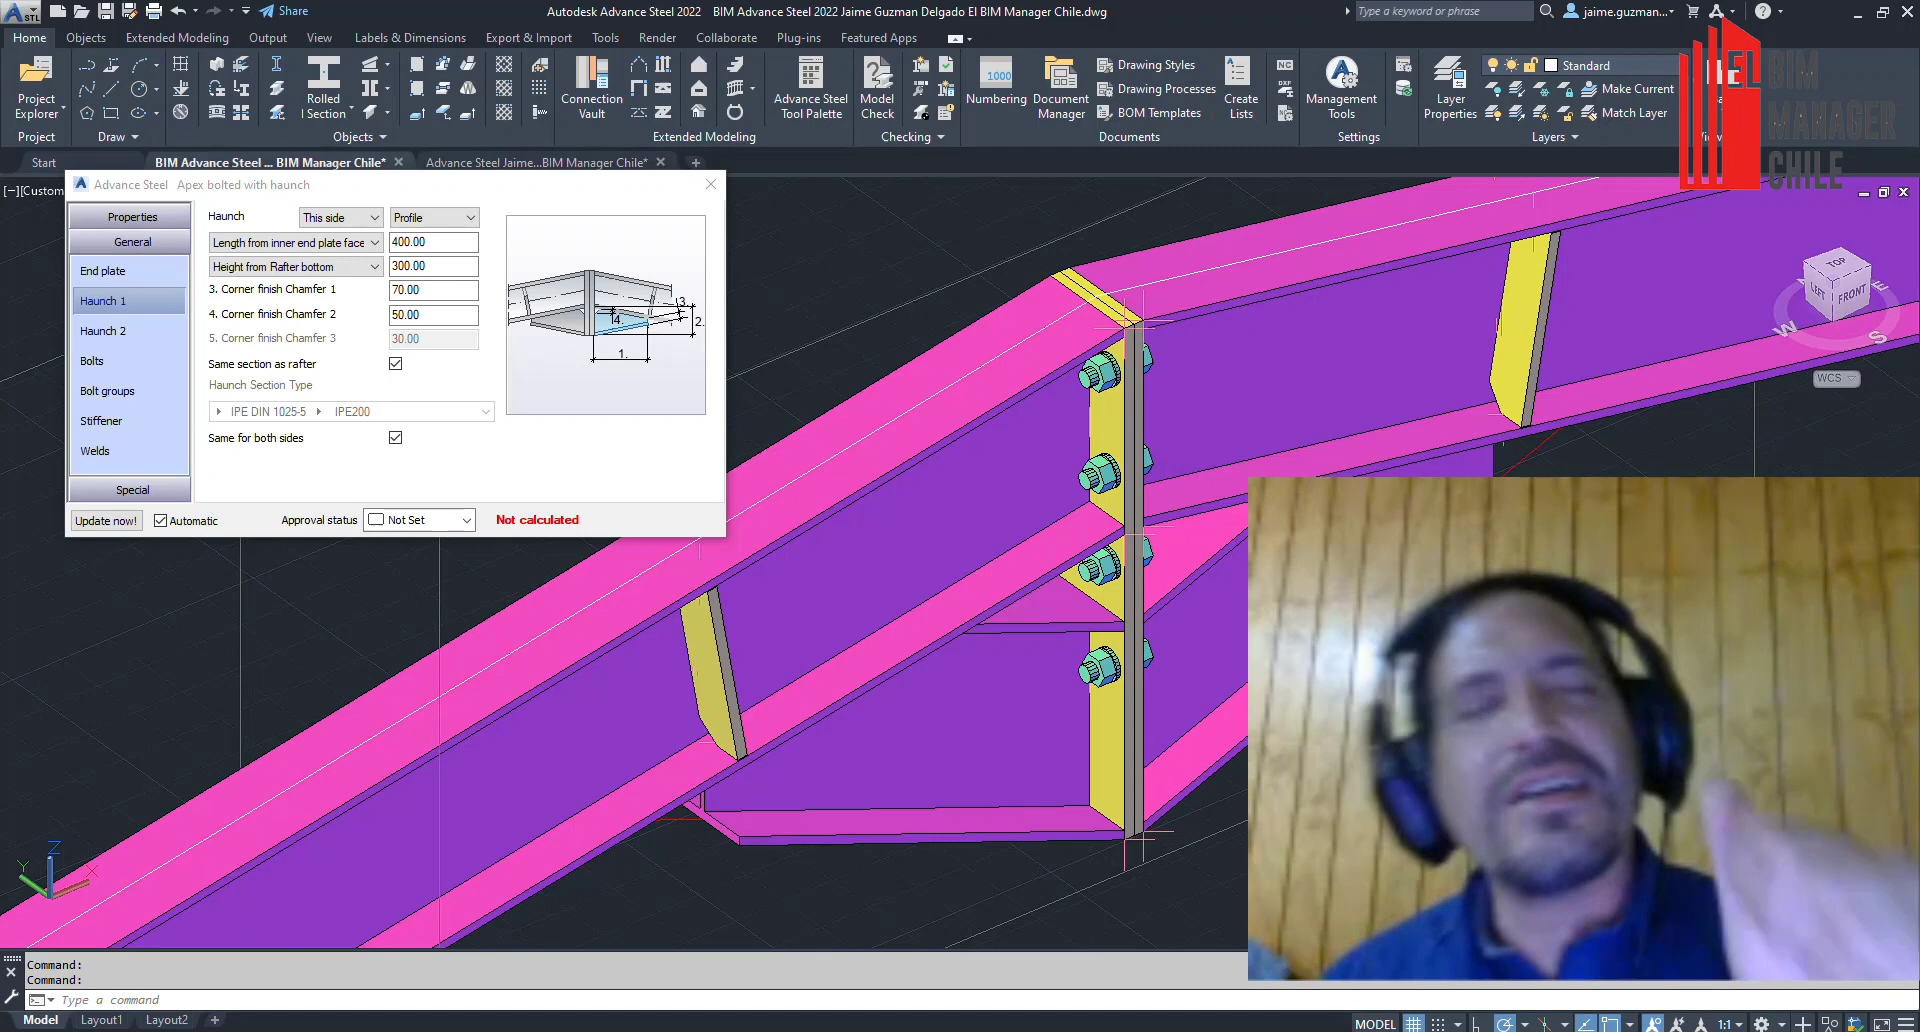 Share
Autodesk Advance Steel 2022 BIM Advance Steel 2022 Jaime Guzman Delgado El BIM Manager Chile.dwg
Type a keyword or phrase
jaime.guzman...
Home Objects Extended Modeling Output View Labels & Dimensions Export & Import Tools Render Collaborate Plug-ins Featured Apps
Project Explorer
Rolled I Section
Connection Vault
Advance Steel Tool Palette
Model Check
1000
Numbering
Document Manager
Drawing Styles
Drawing Processes
BOM Templates
Create Lists
NC
DXF
Management Tools
Layer Properties
Standard
Make Current
Match Layer
Project Draw Objects Extended Modeling Checking Documents Settings Layers
EL BIM
MANAGER
CHILE
Start BIM Advance Steel ... BIM Manager Chile* Advance Steel Jaime...BIM Manager Chile*
[−][Custom
Advance Steel Apex bolted with haunch
Properties
General
End plate
Haunch 1
Haunch 2
Bolts
Bolt groups
Stiffener
Welds
Special
Haunch This side Profile
Length from inner end plate face 400.00
Height from Rafter bottom 300.00
3. Corner finish Chamfer 1 70.00
4. Corner finish Chamfer 2 50.00
5. Corner finish Chamfer 3 30.00
Same section as rafter
Haunch Section Type
IPE DIN 1025-5 IPE200
Same for both sides
3.
4.
2.
1.
Update now! Automatic Approval status Not Set Not calculated
TOP
LEFT FRONT
W S E
WCS
Z
Y
X
Command:
Command:
Type a command
Model Layout1 Layout2
MODEL 1:1